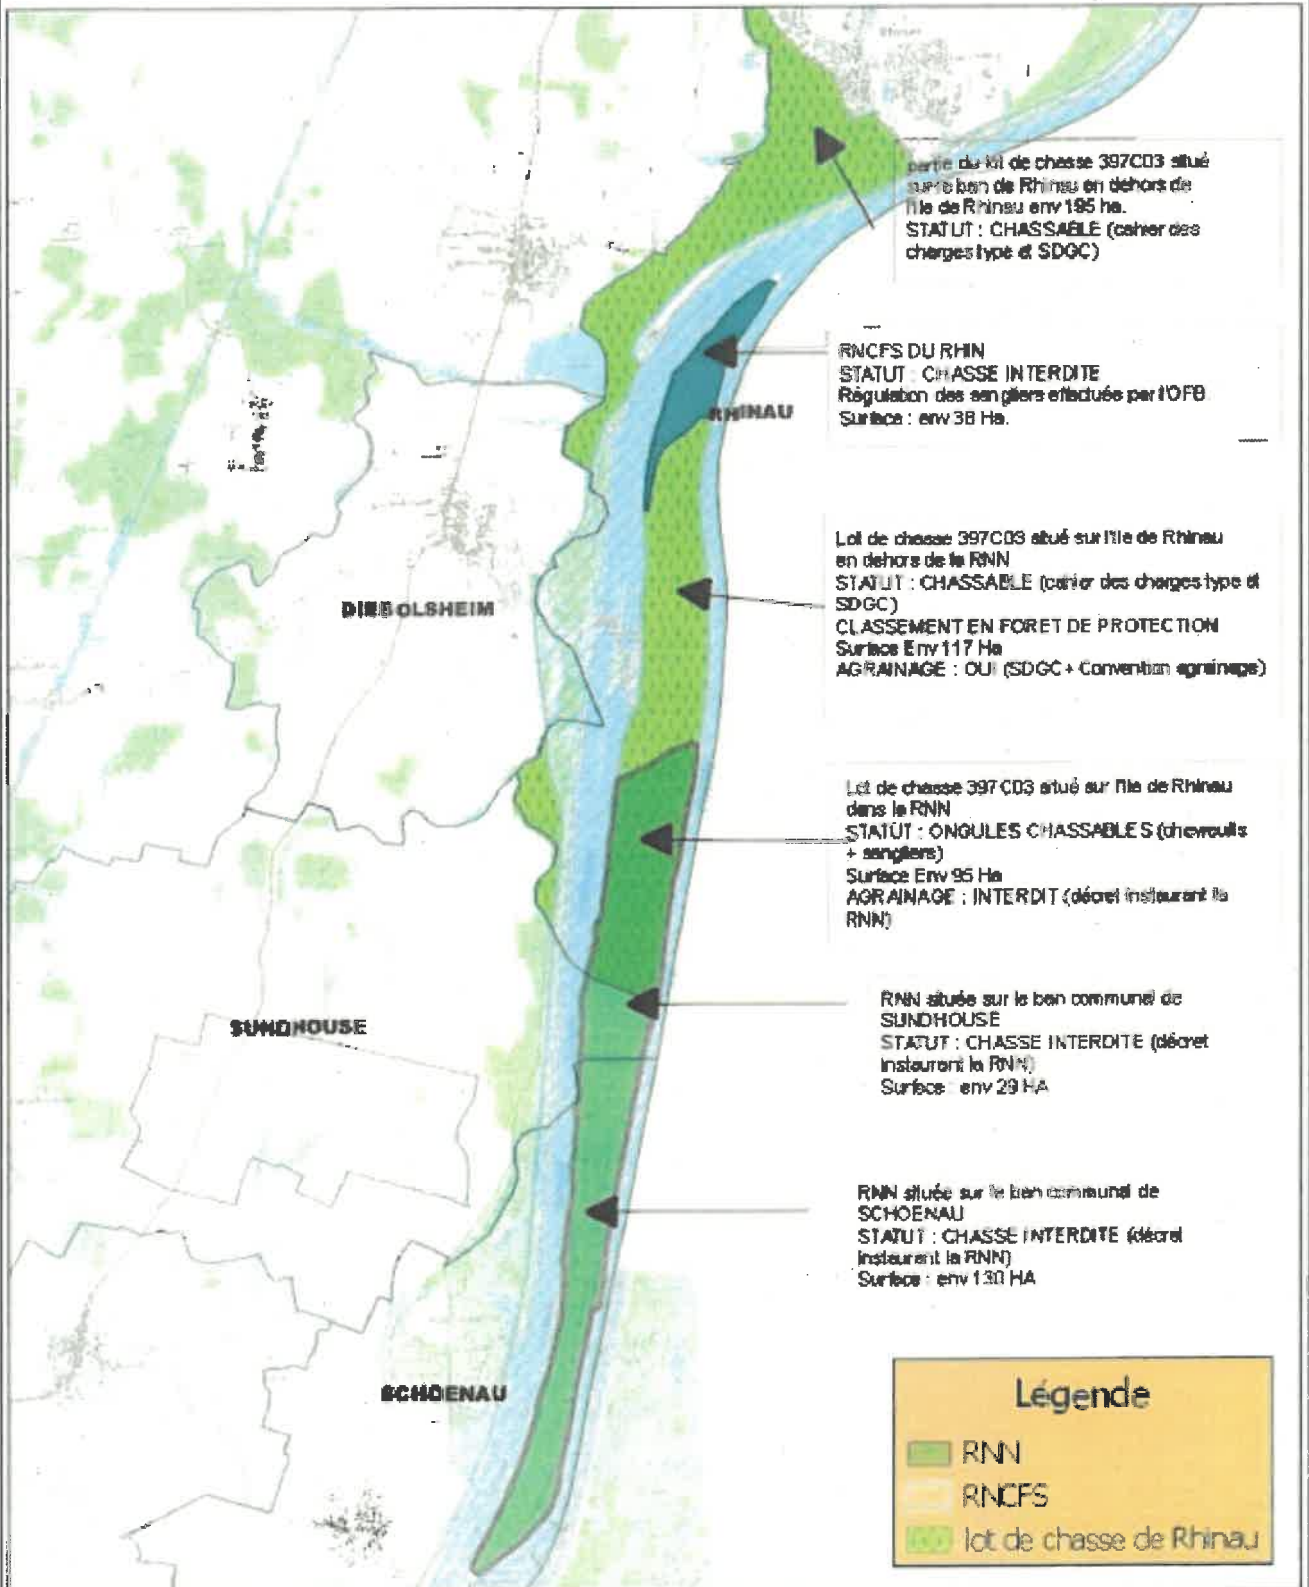 partie du lot de chasse 397C03 situé
sur le ban de Rhinau en dehors de
l'île de Rhinau env 195 ha.
STATUT : CHASSABLE (cahier des
charges type et SDGC)
RNCFS DU RHIN
STATUT : CHASSE INTERDITE
Régulation des sangliers effectuée par l'OFB
Surface : env 38 Ha.
RHINAU
Lot de chasse 397C03 situé sur l'île de Rhinau
en dehors de la RNN
STATUT : CHASSABLE (cahier des charges type et
SDGC)
CLASSEMENT EN FORET DE PROTECTION
Surface Env 117 Ha
AGRAINAGE : OUI (SDGC + Convention agrainage)
DIEBOLSHEIM
Lot de chasse 397C03 situé sur l'île de Rhinau
dans la RNN
STATUT : ONGULES CHASSABLES (chevreuils
+ sangliers)
Surface Env 95 Ha
AGRAINAGE : INTERDIT (décret instaurant la
RNN)
RNN située sur le ban communal de
SUNDHOUSE
STATUT : CHASSE INTERDITE (décret
instaurant la RNN)
Surface : env 29 HA
SUNDHOUSE
RNN située sur le ban communal de
SCHOENAU
STATUT : CHASSE INTERDITE (décret
instaurant la RNN)
Surface : env 130 HA
SCHOENAU
Légende
RNN
RNCFS
lot de chasse de Rhinau